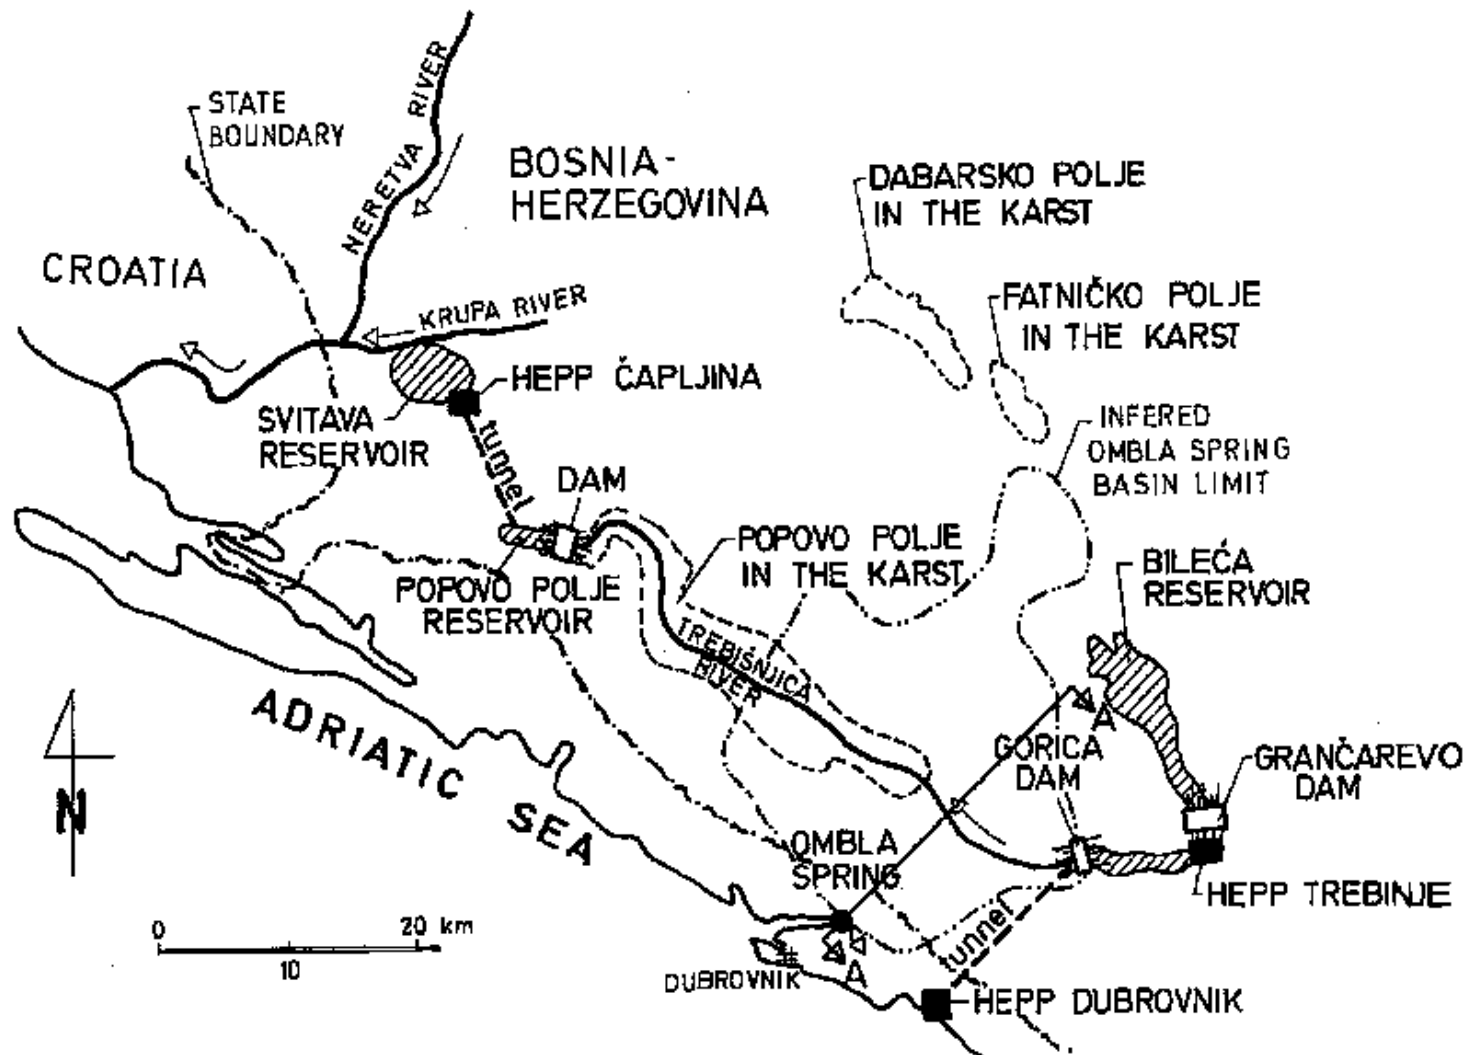 STATE
BOUNDARY
NERETVA RIVER
BOSNIA-
HERZEGOVINA
DABARSKO POLJE
IN THE KARST
CROATIA
KRUPA RIVER
FATNIČKO POLJE
IN THE KARST
HEPP ČAPLJINA
SVITAVA
RESERVOIR
tunnel
INFERED
OMBLA SPRING
BASIN LIMIT
DAM
POPOVO POLJE
IN THE KARST
BILEĆA
RESERVOIR
POPOVO POLJE
RESERVOIR
TREBIŠNJICA
RIVER
ADRIATIC SEA
A
GORICA
DAM
GRANČAREVO
DAM
N
OMBLA
SPRING
HEPP TREBINJE
0
20 km
10
tunnel
DUBROVNIK
A
HEPP DUBROVNIK